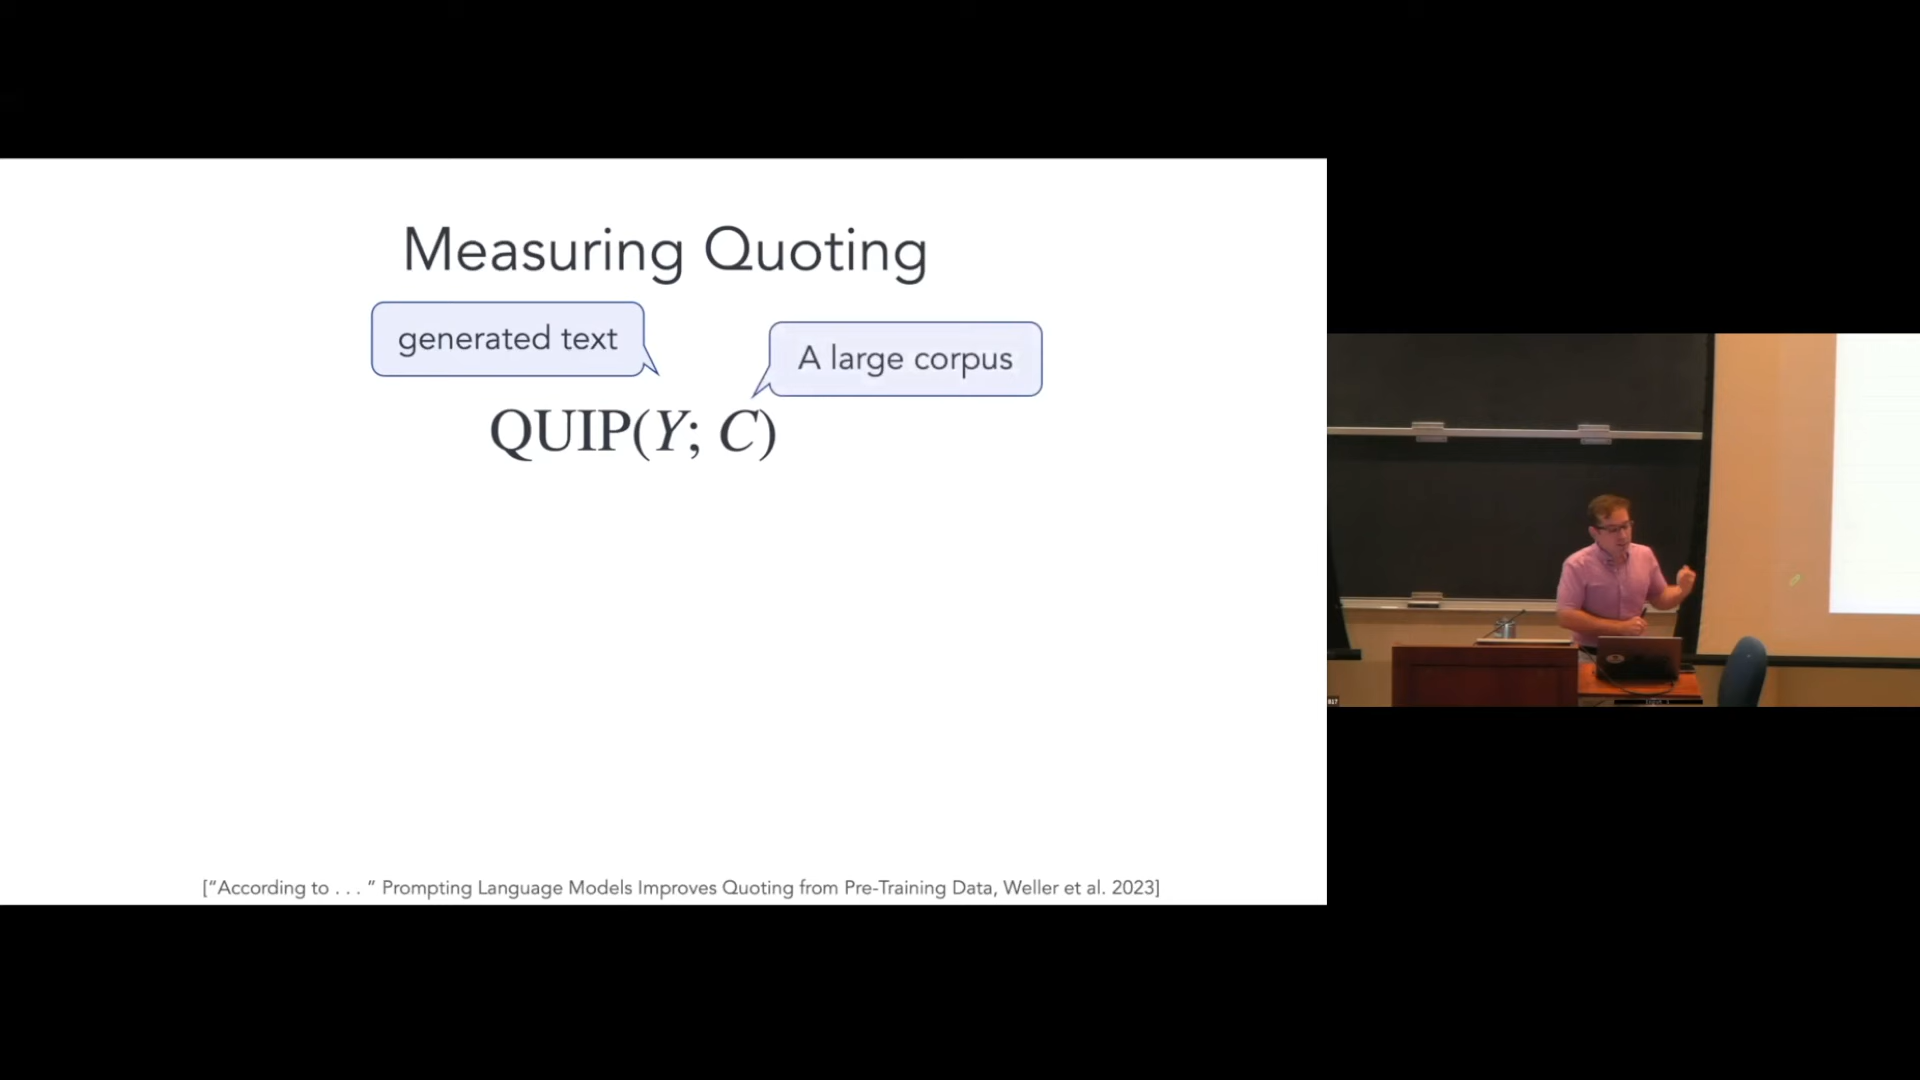 Measuring Quoting
generated text
A large corpus
QUIP(Y; C)
[“According to . . . ” Prompting Language Models Improves Quoting from Pre-Training Data, Weller et al. 2023]